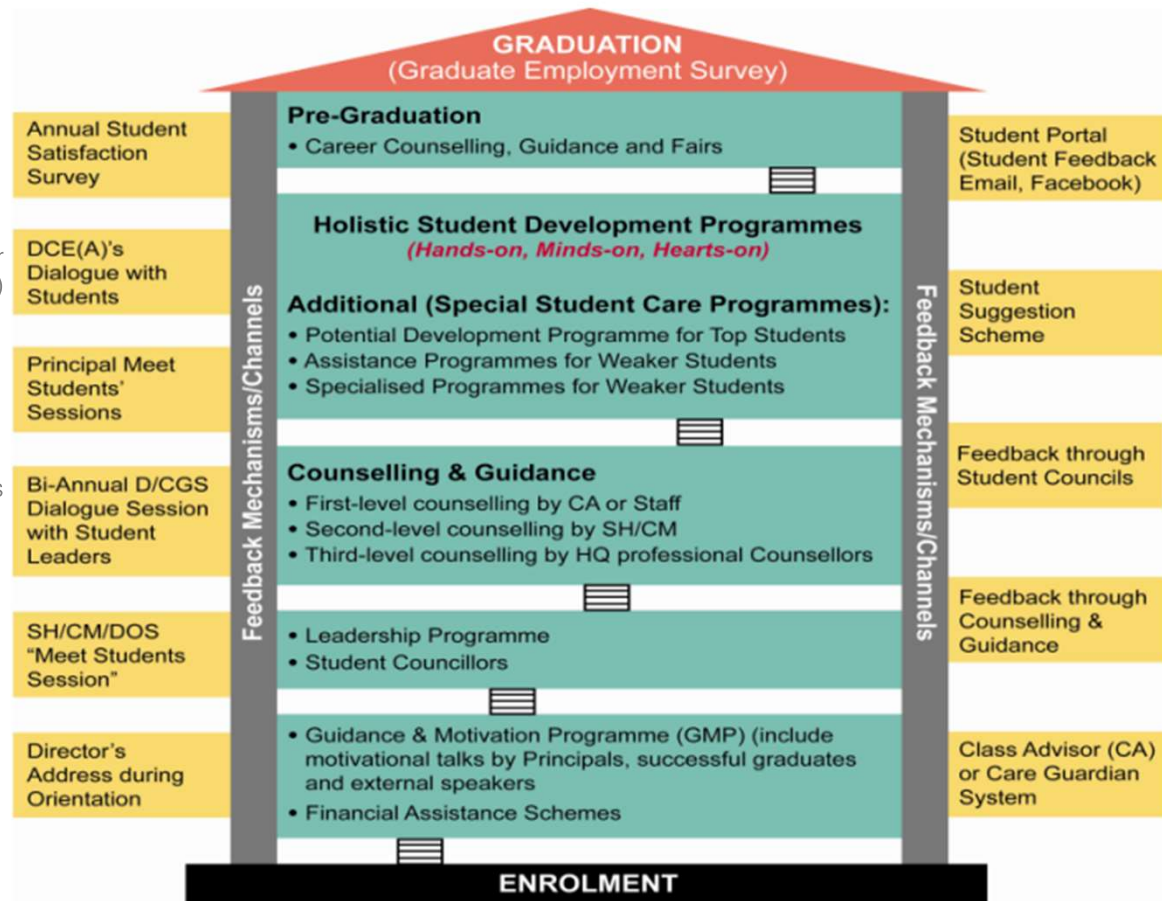 GRADUATION
(Graduate Employment Survey)
Annual Student
Satisfaction
Survey
DCE(A)'s
Dialogue with
Students
Principal Meet
Students'
Sessions
Bi-Annual D/CGS
Dialogue Session
with Student
Leaders
SH/CM/DOS
“Meet Students
Session”
Director's
Address during
Orientation
Feedback Mechanisms/Channels
Pre-Graduation
• Career Counselling, Guidance and Fairs
Holistic Student Development Programmes
(Hands-on, Minds-on, Hearts-on)
Additional (Special Student Care Programmes):
• Potential Development Programme for Top Students
• Assistance Programmes for Weaker Students
• Specialised Programmes for Weaker Students
Counselling & Guidance
• First-level counselling by CA or Staff
• Second-level counselling by SH/CM
• Third-level counselling by HQ professional Counsellors
• Leadership Programme
• Student Councillors
• Guidance & Motivation Programme (GMP) (include
motivational talks by Principals, successful graduates
and external speakers
• Financial Assistance Schemes
Feedback Mechanisms/Channels
Student Portal
(Student Feedback
Email, Facebook)
Student
Suggestion
Scheme
Feedback through
Student Councils
Feedback through
Counselling &
Guidance
Class Advisor (CA)
or Care Guardian
System
ENROLMENT